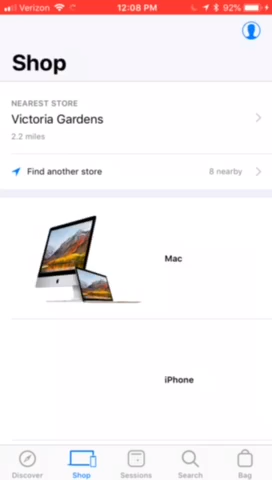 Verizon 12:08 PM 92%
Shop
NEAREST STORE
Victoria Gardens
2.2 miles
Find another store 8 nearby
Mac
iPhone
Discover Shop Sessions Search Bag